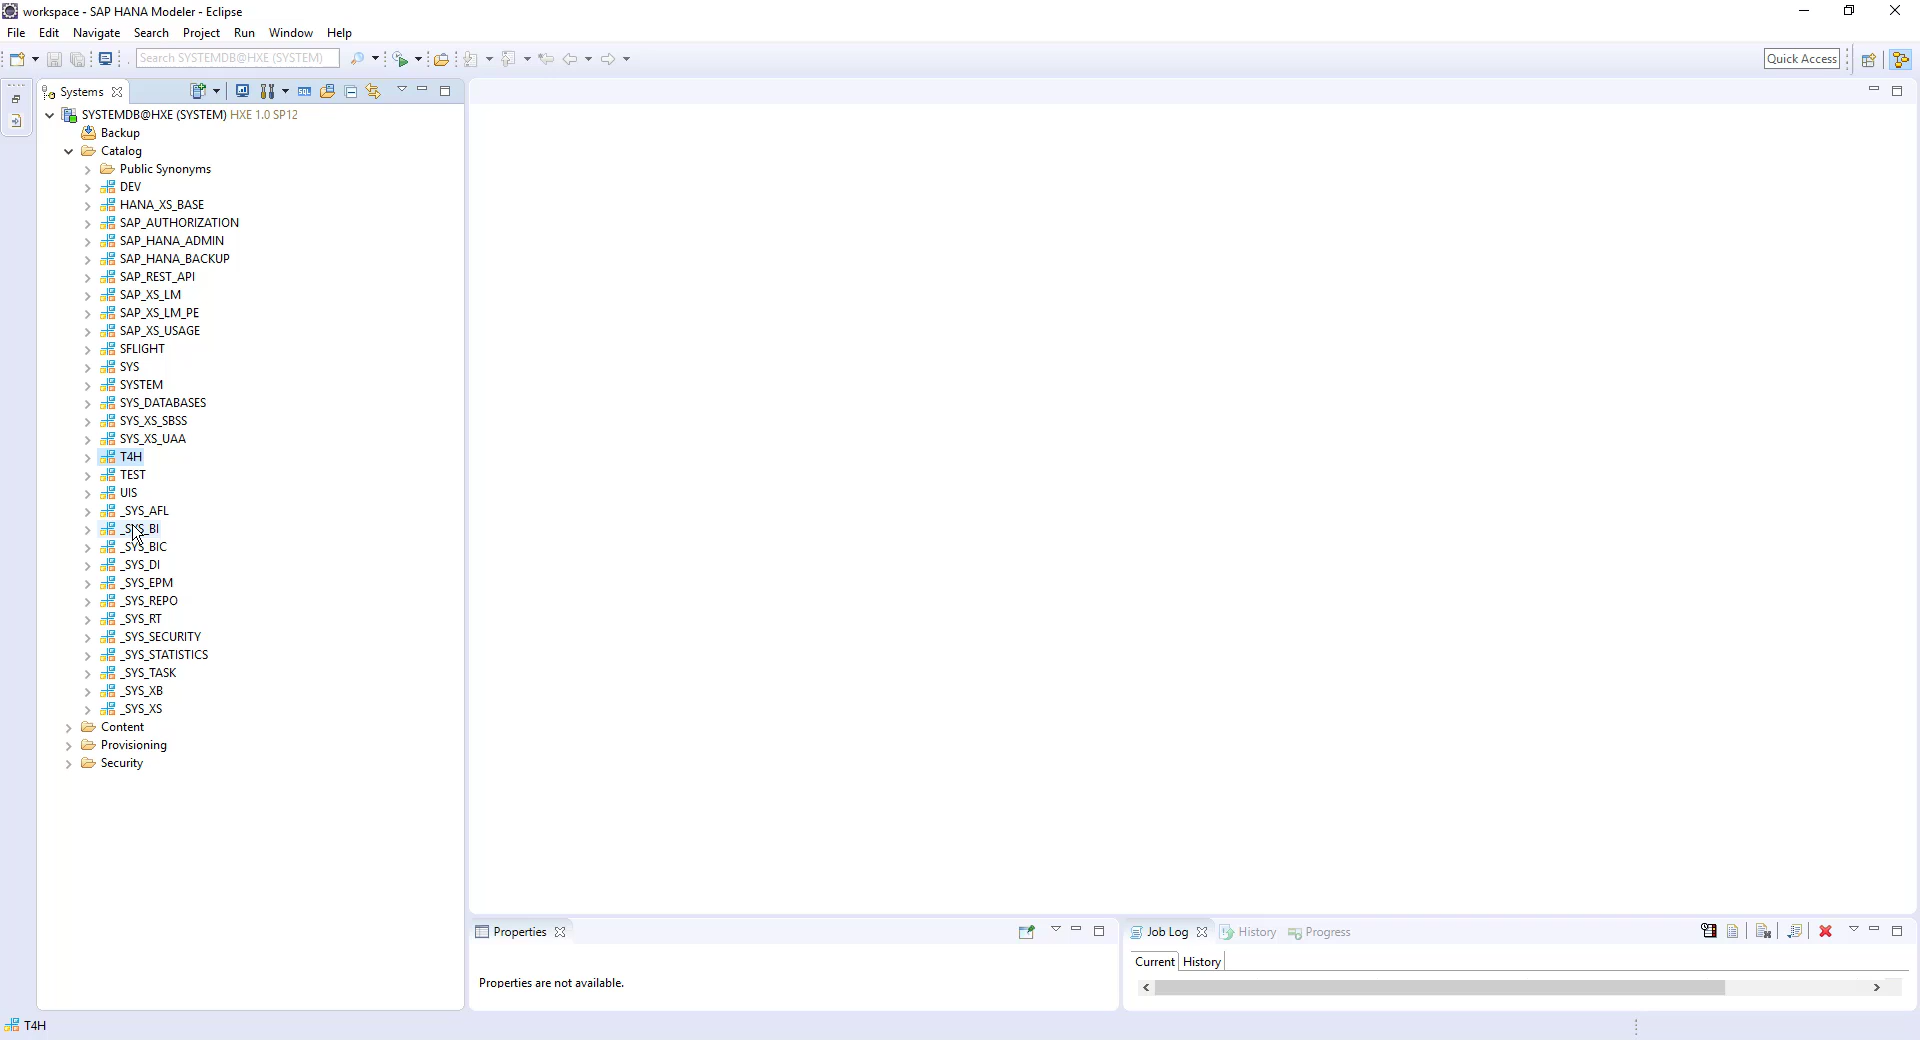 workspace - SAP HANA Modeler - Eclipse
File Edit Navigate Search Project Run Window Help
Search SYSTEMDB@HXE (SYSTEM)
Quick Access
Systems
SYSTEMDB@HXE (SYSTEM) HXE 1.0 SP12
Backup
Catalog
Public Synonyms
DEV
HANA_XS_BASE
SAP_AUTHORIZATION
SAP_HANA_ADMIN
SAP_HANA_BACKUP
SAP_REST_API
SAP_XS_LM
SAP_XS_LM_PE
SAP_XS_USAGE
SFLIGHT
SYS
SYSTEM
SYS_DATABASES
SYS_XS_SBSS
SYS_XS_UAA
T4H
TEST
UIS
_SYS_AFL
_SYS_BI
_SYS_BIC
_SYS_DI
_SYS_EPM
_SYS_REPO
_SYS_RT
_SYS_SECURITY
_SYS_STATISTICS
_SYS_TASK
_SYS_XB
_SYS_XS
Content
Provisioning
Security
Properties
Properties are not available.
Job Log History Progress
Current History
T4H